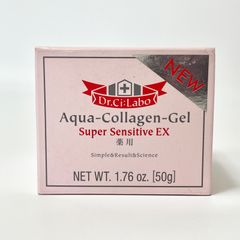 NEW
Dr.Ci:Labo
Aqua-Collagen-Gel
Super Sensitive EX
薬用
Simple&Result&Science
NET WT. 1.76 oz. [50g]